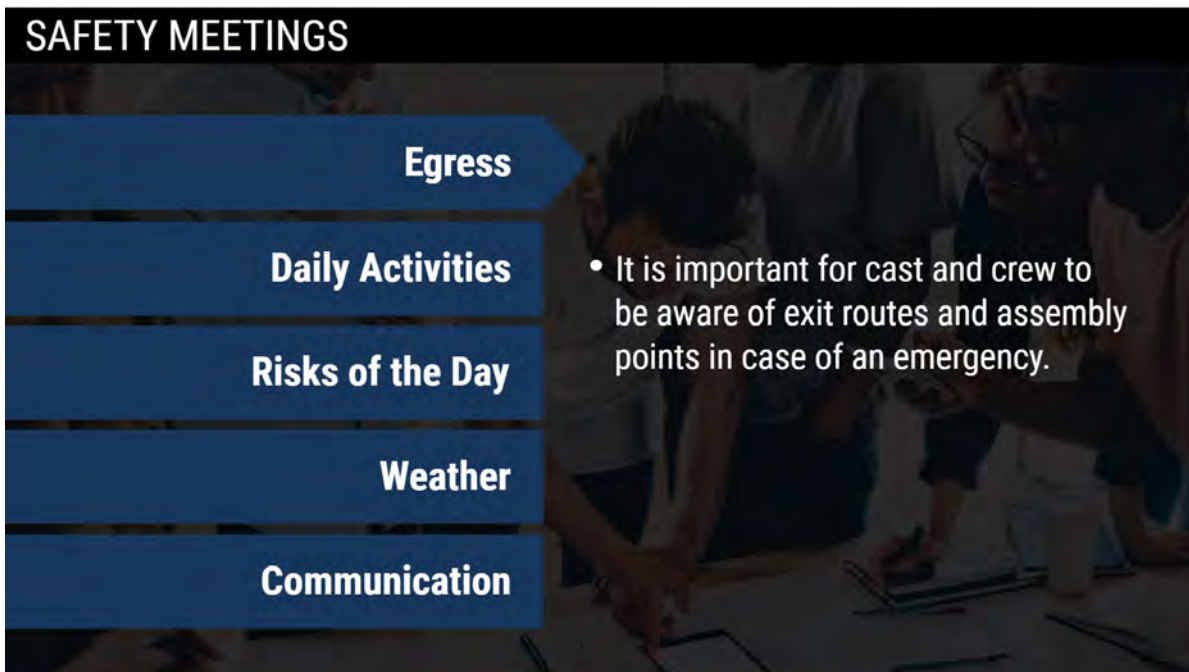 SAFETY MEETINGS
Egress
Daily Activities
Risks of the Day
Weather
Communication
• It is important for cast and crew to
be aware of exit routes and assembly
points in case of an emergency.